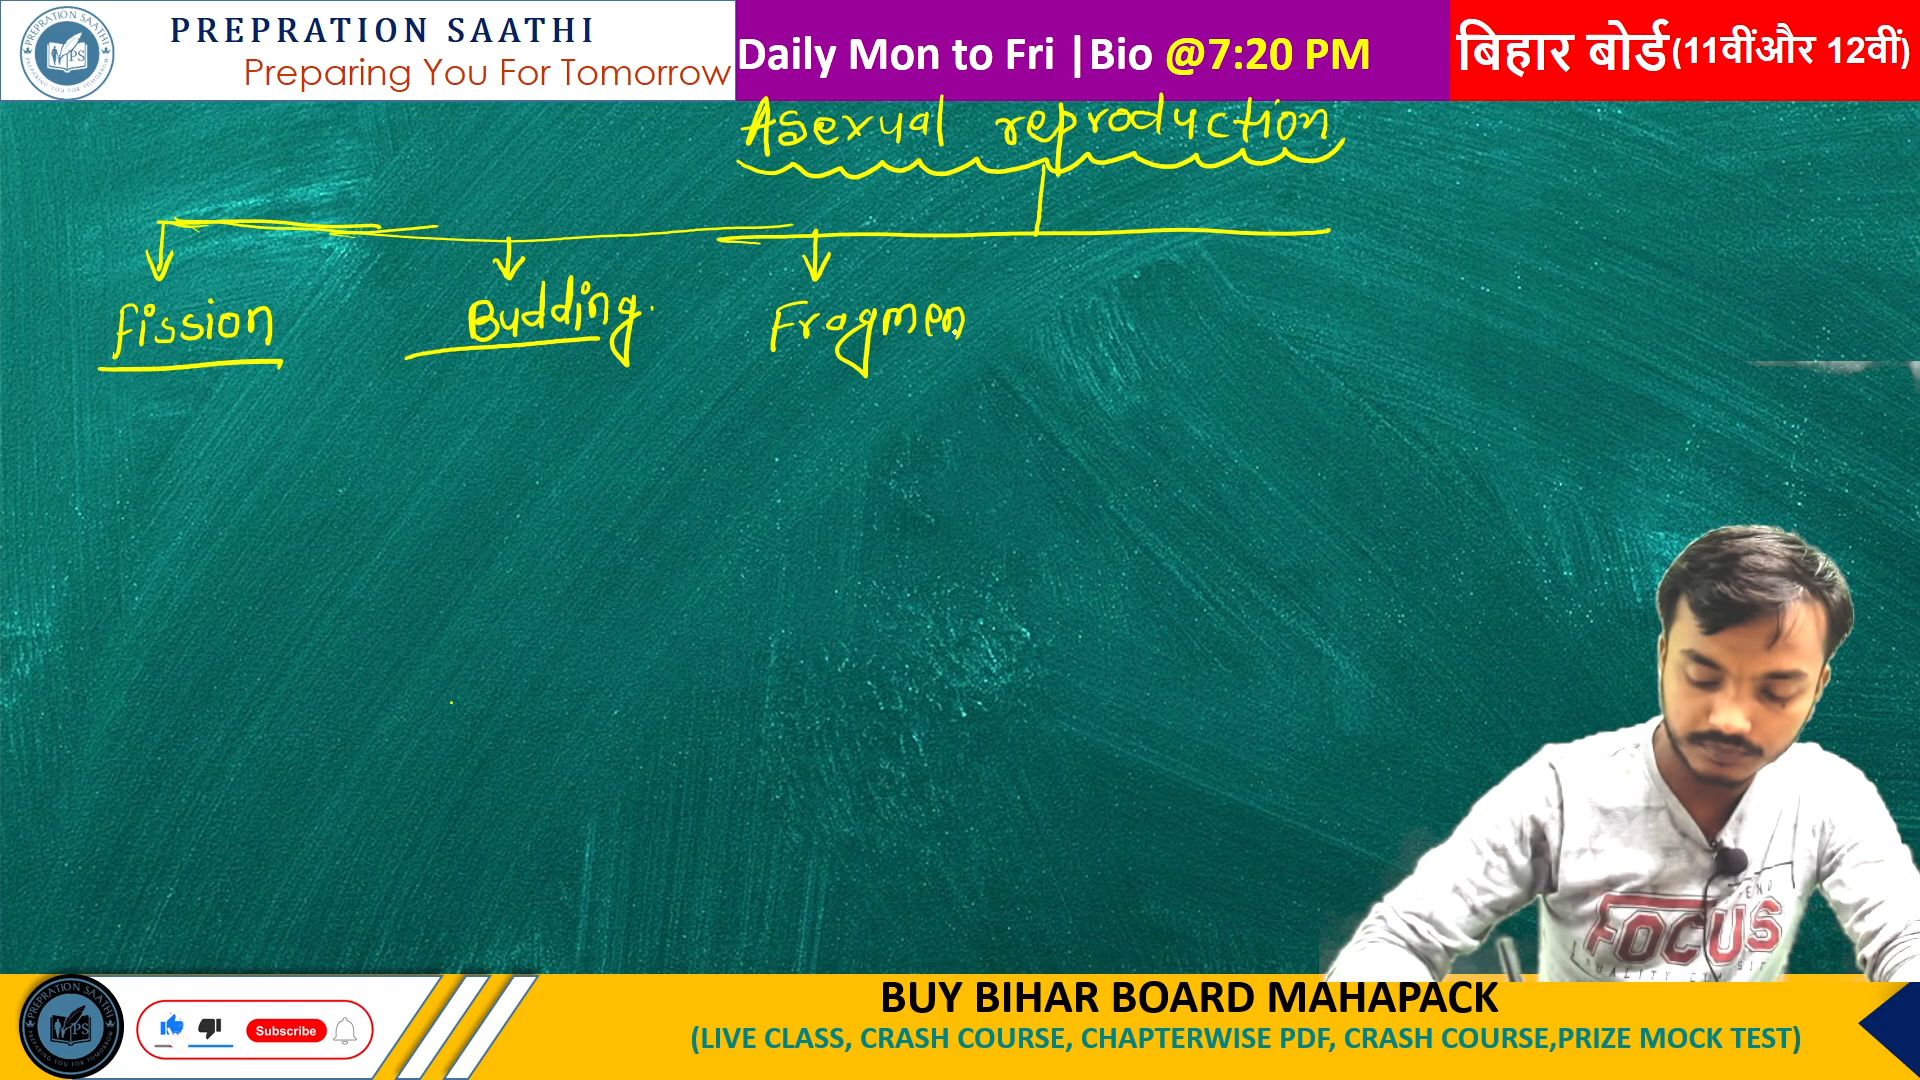 PREPRATION SAATHI
Preparing You For Tomorrow
Daily Mon to Fri |Bio @7:20 PM
बिहार बोर्ड(11वींऔर 12वीं)
Asexual reproduction
fission Budding. Fragmen
FOCUS
Subscribe
BUY BIHAR BOARD MAHAPACK
(LIVE CLASS, CRASH COURSE, CHAPTERWISE PDF, CRASH COURSE,PRIZE MOCK TEST)